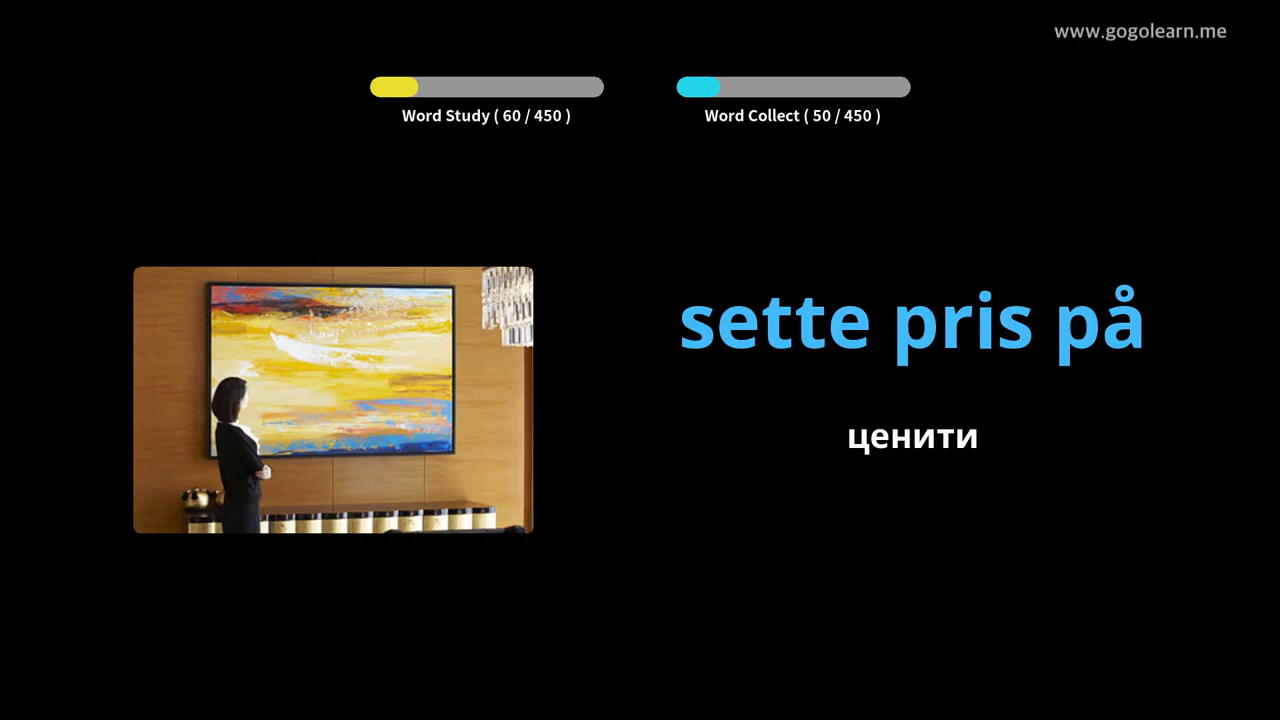 www.gogolearn.me
Word Study ( 60 / 450 )
Word Collect ( 50 / 450 )
sette pris på
ценити